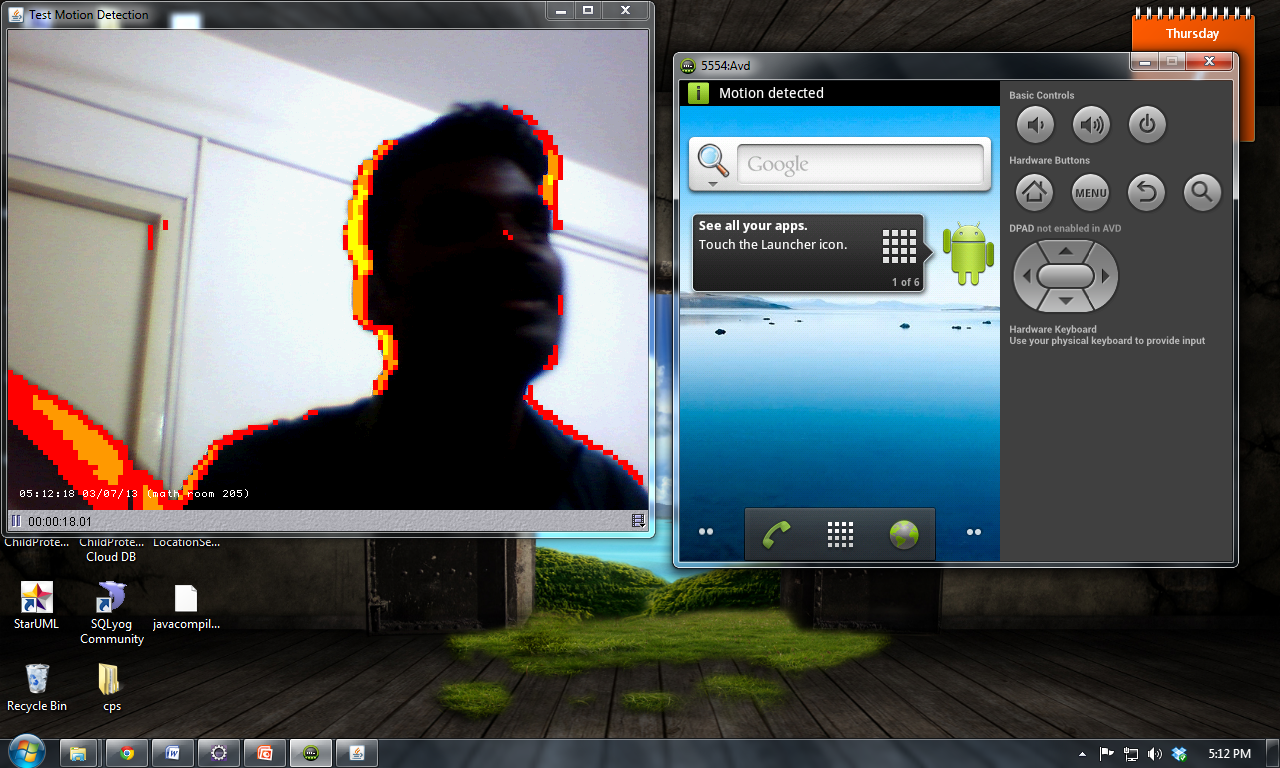 Test Motion Detection
05:12:18 03/07/13 (math room 205)
00:00:18.01
Thursday
5554:Avd
Motion detected
Google
See all your apps.
Touch the Launcher icon.
1 of 6
Basic Controls
Hardware Buttons
MENU
DPAD not enabled in AVD
Hardware Keyboard
Use your physical keyboard to provide input
ChildProte...
ChildProte...
Cloud DB
LocationSe...
StarUML
SQLyog
Community
javacompil...
Recycle Bin
cps
5:12 PM